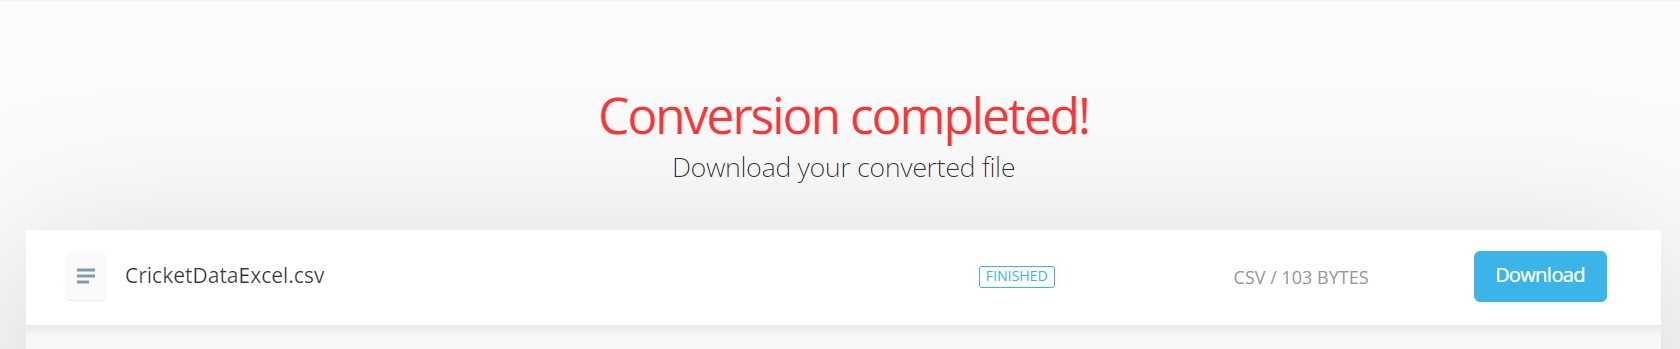 Conversion completed!
Download your converted file
CricketDataExcel.csv FINISHED CSV / 103 BYTES Download